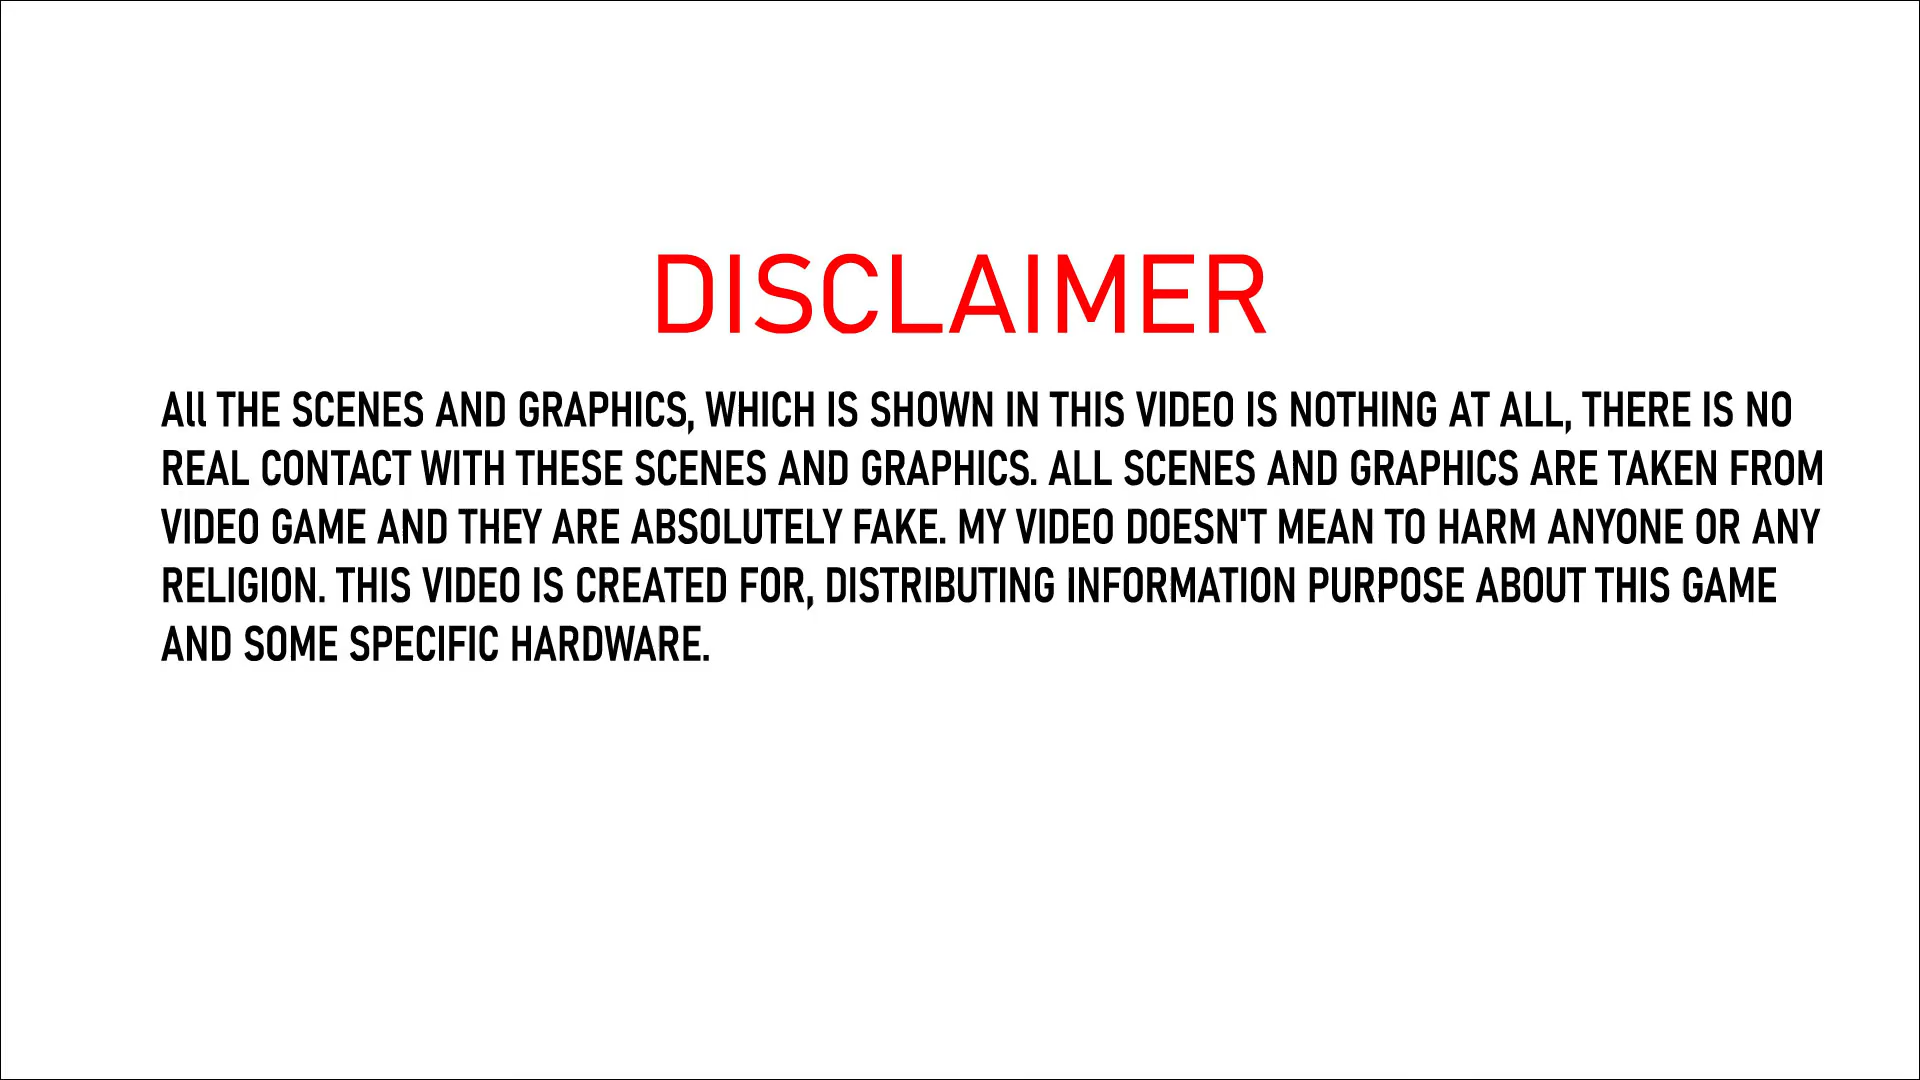 DISCLAIMER
All THE SCENES AND GRAPHICS, WHICH IS SHOWN IN THIS VIDEO IS NOTHING AT ALL, THERE IS NO
REAL CONTACT WITH THESE SCENES AND GRAPHICS. ALL SCENES AND GRAPHICS ARE TAKEN FROM
VIDEO GAME AND THEY ARE ABSOLUTELY FAKE. MY VIDEO DOESN'T MEAN TO HARM ANYONE OR ANY
RELIGION. THIS VIDEO IS CREATED FOR, DISTRIBUTING INFORMATION PURPOSE ABOUT THIS GAME
AND SOME SPECIFIC HARDWARE.